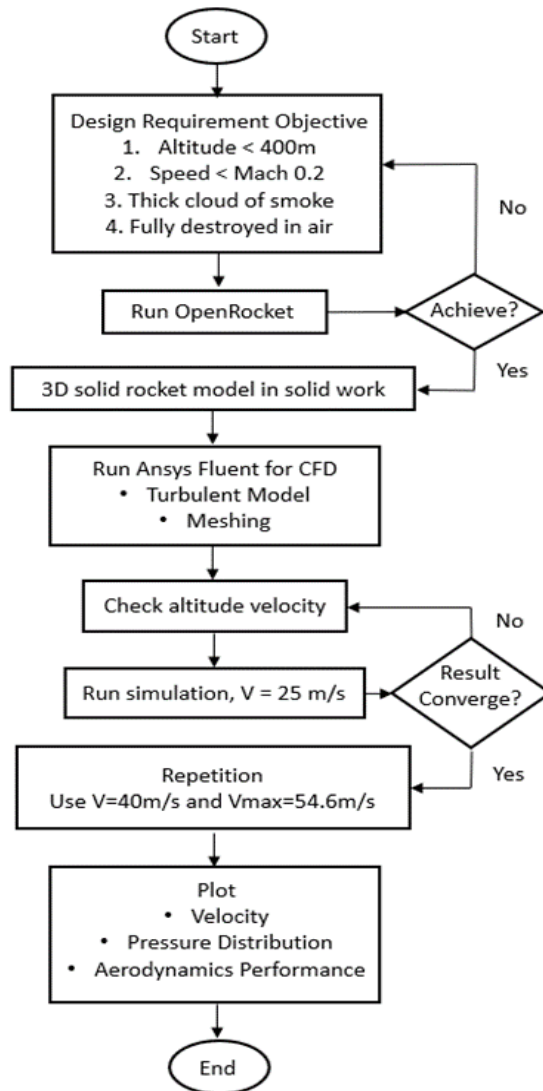 Start
Design Requirement Objective
1. Altitude < 400m
2. Speed < Mach 0.2
3. Thick cloud of smoke
4. Fully destroyed in air
No
Run OpenRocket
Achieve?
Yes
3D solid rocket model in solid work
Run Ansys Fluent for CFD
• Turbulent Model
• Meshing
Check altitude velocity
No
Run simulation, V = 25 m/s
Result
Converge?
Repetition
Use V=40m/s and Vmax=54.6m/s
Yes
Plot
• Velocity
• Pressure Distribution
• Aerodynamics Performance
End